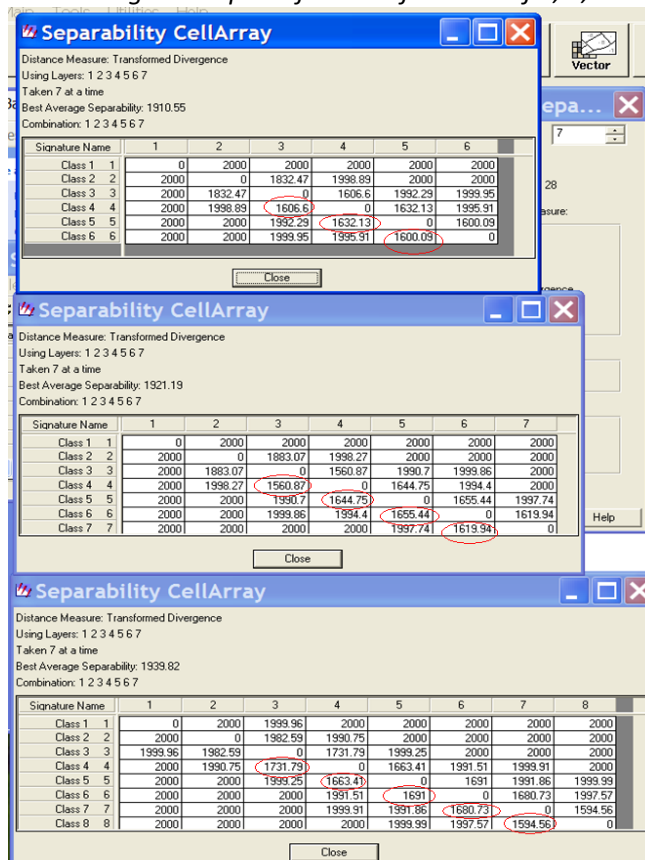 Main Tools Utilities Help
Separability CellArray
Vector
Distance Measure: Transformed Divergence
Using Layers: 1 2 3 4 5 6 7
Taken 7 at a time
Best Average Separability: 1910.55
Combination: 1 2 3 4 5 6 7
7
28
Signature Name 1 2 3 4 5 6
Class 1 1 0 2000 2000 2000 2000 2000
Class 2 2 2000 0 1832.47 1998.89 2000 2000
Class 3 3 2000 1832.47 0 1606.6 1992.29 1999.95
Class 4 4 2000 1998.89 1606.6 0 1632.13 1995.91
Class 5 5 2000 2000 1992.29 1632.13 0 1600.09
Class 6 6 2000 2000 1999.95 1995.91 1600.09 0
Close
Separability CellArray
Distance Measure: Transformed Divergence
Using Layers: 1 2 3 4 5 6 7
Taken 7 at a time
Best Average Separability: 1921.19
Combination: 1 2 3 4 5 6 7
Signature Name 1 2 3 4 5 6 7
Class 1 1 0 2000 2000 2000 2000 2000 2000
Class 2 2 2000 0 1883.07 1998.27 2000 2000 2000
Class 3 3 2000 1883.07 0 1560.87 1990.7 1999.86 2000
Class 4 4 2000 1998.27 1560.87 0 1644.75 1994.4 2000
Class 5 5 2000 2000 1990.7 1644.75 0 1655.44 1997.74
Class 6 6 2000 2000 1999.86 1994.4 1655.44 0 1619.94
Class 7 7 2000 2000 2000 2000 1997.74 1619.94 0
Help
Close
Separability CellArray
Distance Measure: Transformed Divergence
Using Layers: 1 2 3 4 5 6 7
Taken 7 at a time
Best Average Separability: 1939.82
Combination: 1 2 3 4 5 6 7
Signature Name 1 2 3 4 5 6 7 8
Class 1 1 0 2000 1999.96 2000 2000 2000 2000 2000
Class 2 2 2000 0 1982.59 1990.75 2000 2000 2000 2000
Class 3 3 1999.96 1982.59 0 1731.79 1999.25 2000 2000 2000
Class 4 4 2000 1990.75 1731.79 0 1663.41 1991.51 1999.91 2000
Class 5 5 2000 2000 1999.25 1663.41 0 1691 1991.86 1999.99
Class 6 6 2000 2000 2000 1991.51 1691 0 1680.73 1997.57
Class 7 7 2000 2000 2000 1999.91 1991.86 1680.73 0 1594.56
Class 8 8 2000 2000 2000 2000 1999.99 1997.57 1594.56 0
Close